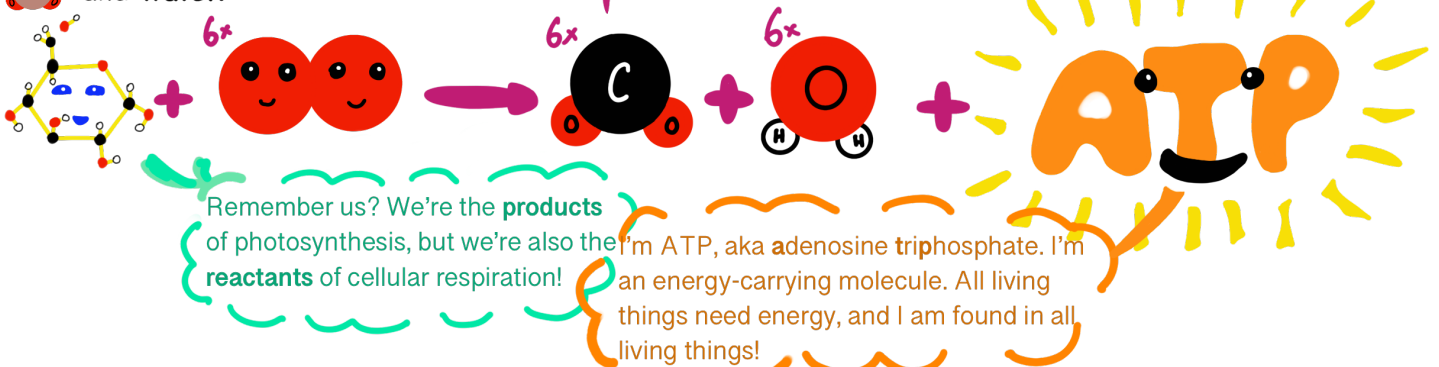 6x
6x
C
O
O
6x
O
H
H
ATP
Remember us? We're the products
of photosynthesis, but we're also the
reactants of cellular respiration!
I'm ATP, aka adenosine triphosphate. I'm
an energy-carrying molecule. All living
things need energy, and I am found in all
living things!